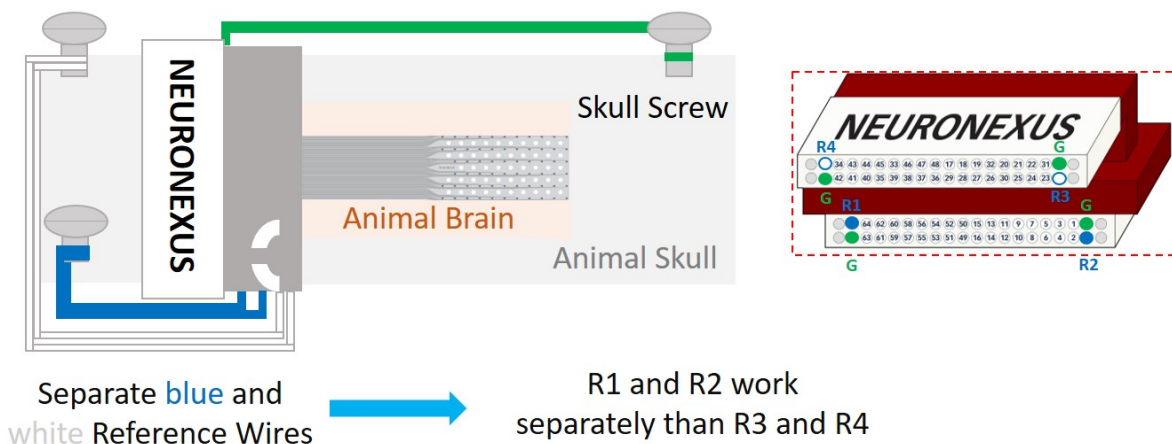 NEURONEXUS
Skull Screw
Animal Brain
Animal Skull
NEURONEXUS
R4 G
34 43 44 45 33 46 47 48 17 18 19 32 20 21 22 31
42 41 40 35 39 38 37 36 29 28 27 26 30 25 24 23
G R3
R1 G
64 62 60 58 56 54 52 50 15 13 11 9 7 5 3 1
63 61 59 57 55 53 51 49 16 14 12 10 8 6 4 2
G R2
Separate blue and
white Reference Wires
R1 and R2 work
separately than R3 and R4